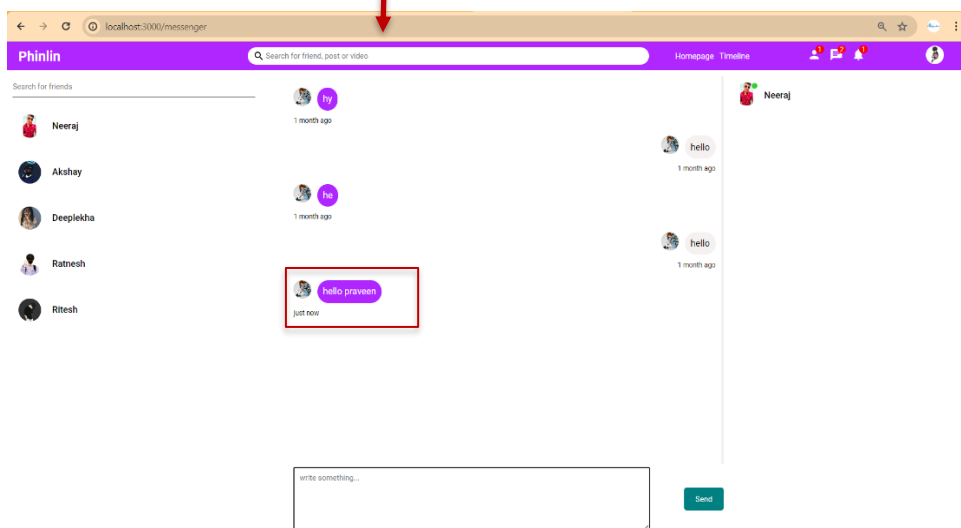 localhost:3000/messenger
Phinlin
Search for friend, post or video
Homepage Timeline
1
2
1
Search for friends
Neeraj
Akshay
Deeplekha
Ratnesh
Ritesh
hy
1 month ago
hello
1 month ago
he
1 month ago
hello
1 month ago
hello praveen
just now
write something...
Send
Neeraj